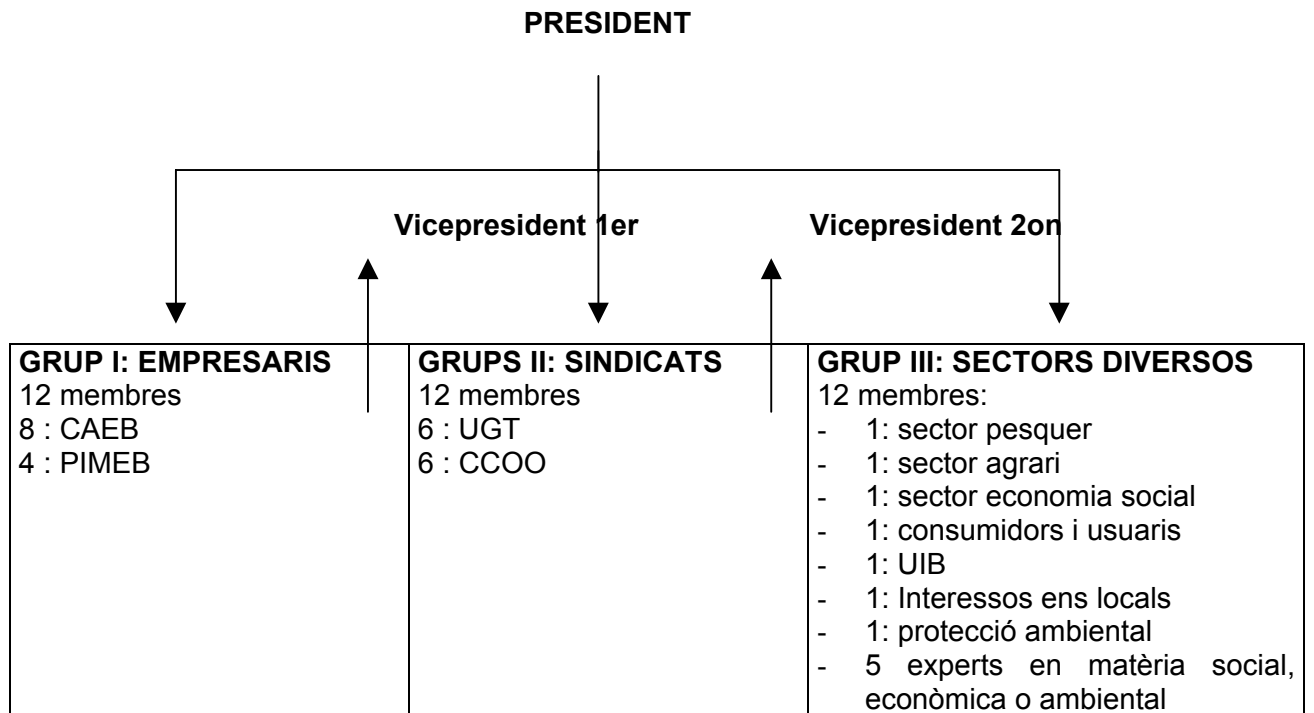 PRESIDENT
Vicepresident 1er
Vicepresident 2on
GRUP I: EMPRESARIS
12 membres
8 : CAEB
4 : PIMEB
GRUPS II: SINDICATS
12 membres
6 : UGT
6 : CCOO
GRUP III: SECTORS DIVERSOS
12 membres:
- 1: sector pesquer
- 1: sector agrari
- 1: sector economia social
- 1: consumidors i usuaris
- 1: UIB
- 1: Interessos ens locals
- 1: protecció ambiental
- 5 experts en matèria social,
econòmica o ambiental